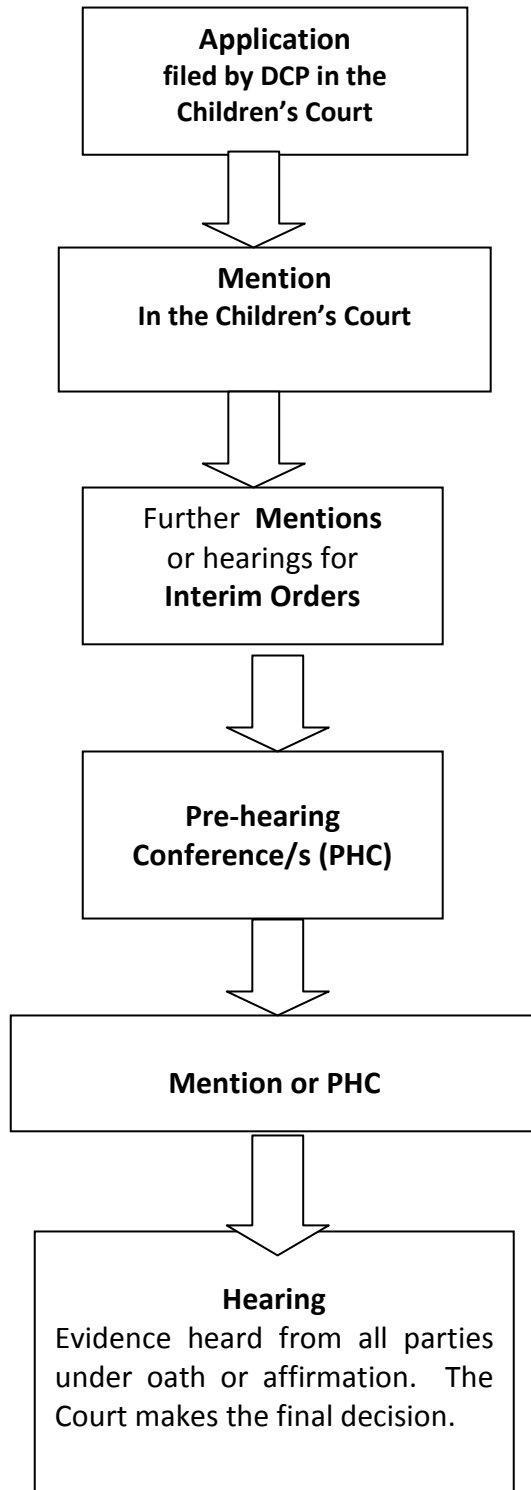 Application
filed by DCP in the
Children’s Court
Mention
In the Children’s Court
Further Mentions
or hearings for
Interim Orders
Pre-hearing
Conference/s (PHC)
Mention or PHC
Hearing
Evidence heard from all parties
under oath or affirmation. The
Court makes the final decision.